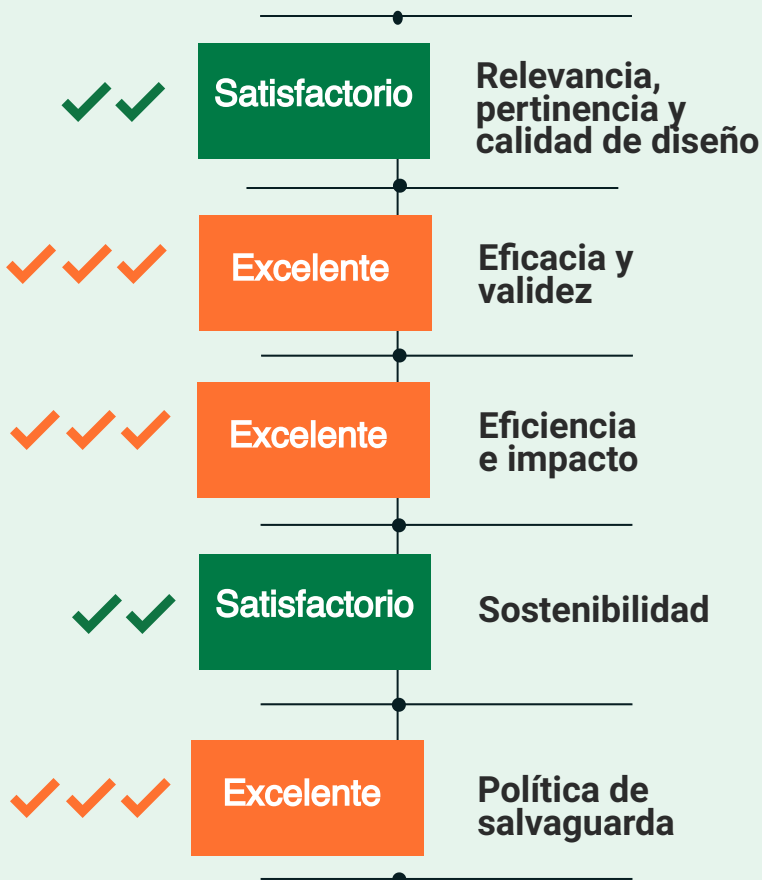 Satisfactorio
Relevancia,
pertinencia y
calidad de diseño
Excelente
Eficacia y
validez
Excelente
Eficiencia
e impacto
Satisfactorio
Sostenibilidad
Excelente
Política de
salvaguarda